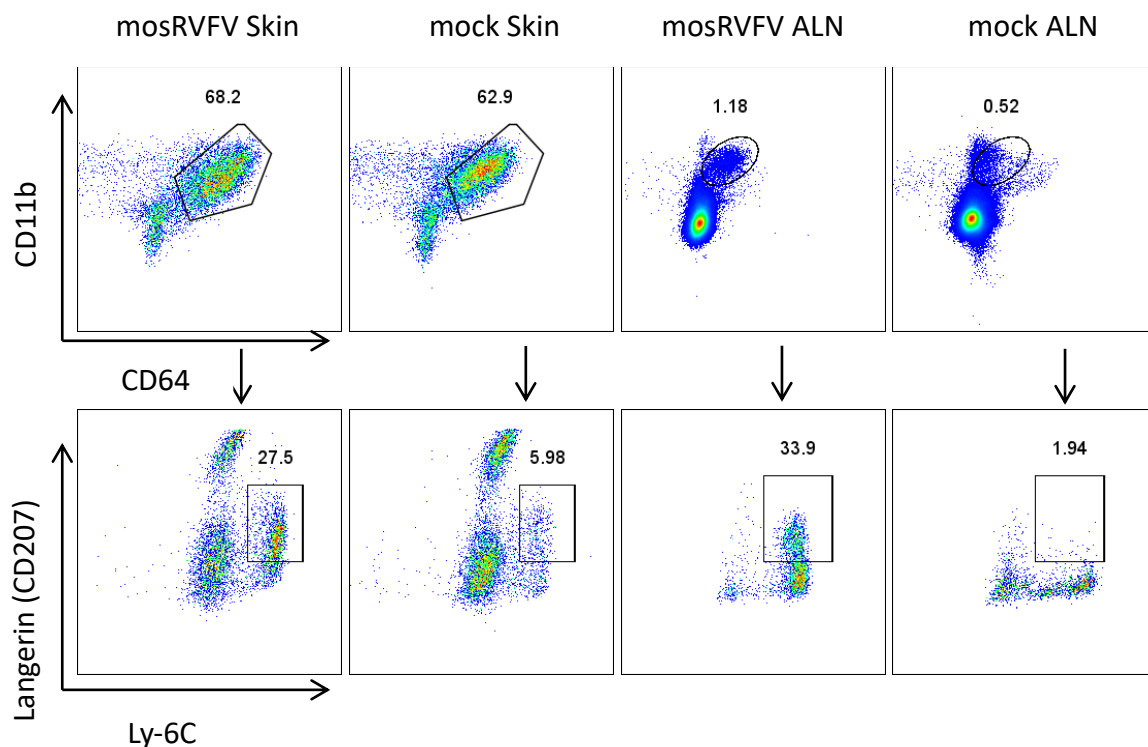 mosRVFV Skin
mock Skin
mosRVFV ALN
mock ALN
68.2
62.9
1.18
0.52
CD11b
CD64
27.5
5.98
33.9
1.94
Langerin (CD207)
Ly-6C